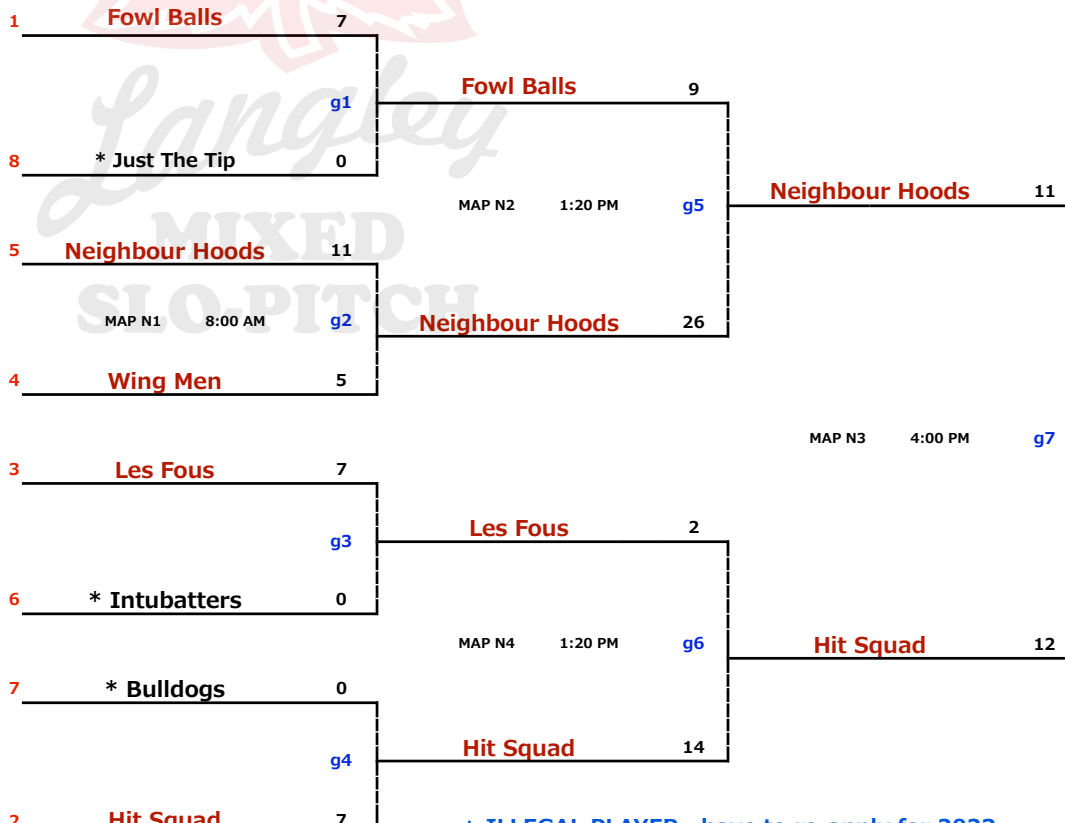 1 Fowl Balls 7
Fowl Balls 9
g1
Langley
8 * Just The Tip 0
Neighbour Hoods 11
MAP N2 1:20 PM g5
MIXED
5 Neighbour Hoods 11
SLO-PITCH
MAP N1 8:00 AM g2
Neighbour Hoods 26
4 Wing Men 5
MAP N3 4:00 PM g7
3 Les Fous 7
Les Fous 2
g3
6 * Intubatters 0
MAP N4 1:20 PM g6
Hit Squad 12
7 * Bulldogs 0
Hit Squad 14
g4
2 Hit Squad 7